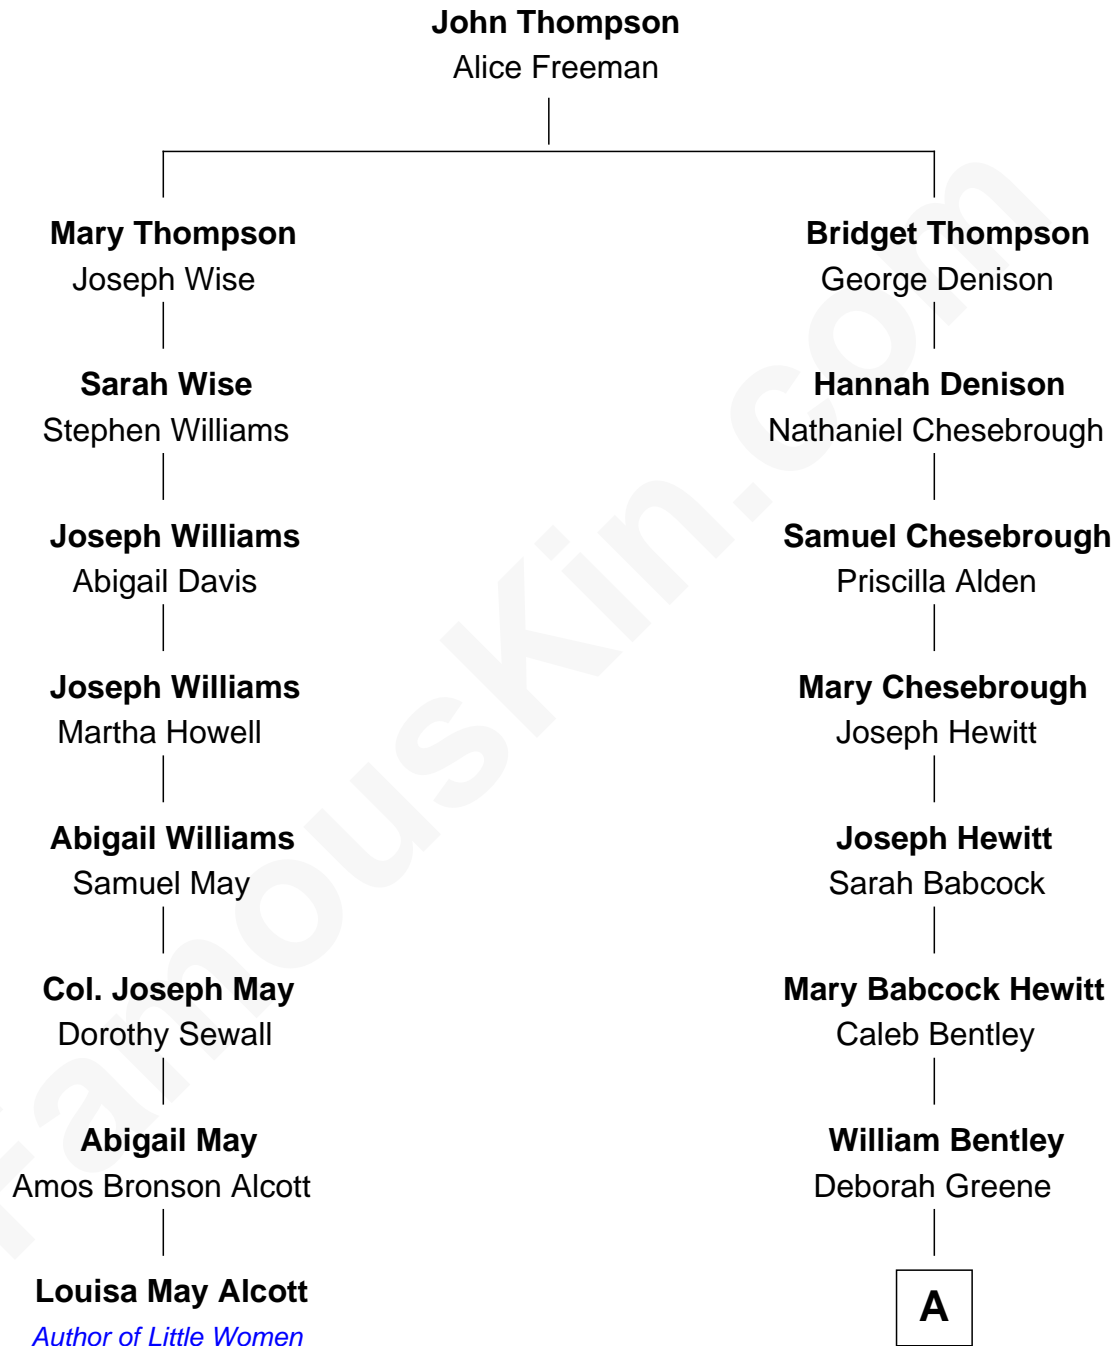 John Thompson
Alice Freeman
Mary Thompson
Joseph Wise
Bridget Thompson
George Denison
Sarah Wise
Stephen Williams
Hannah Denison
Nathaniel Chesebrough
Joseph Williams
Abigail Davis
Samuel Chesebrough
Priscilla Alden
Joseph Williams
Martha Howell
Mary Chesebrough
Joseph Hewitt
Abigail Williams
Samuel May
Joseph Hewitt
Sarah Babcock
Col. Joseph May
Dorothy Sewall
Mary Babcock Hewitt
Caleb Bentley
Abigail May
Amos Bronson Alcott
William Bentley
Deborah Greene
Louisa May Alcott
Author of Little Women
A
FamousKin.com